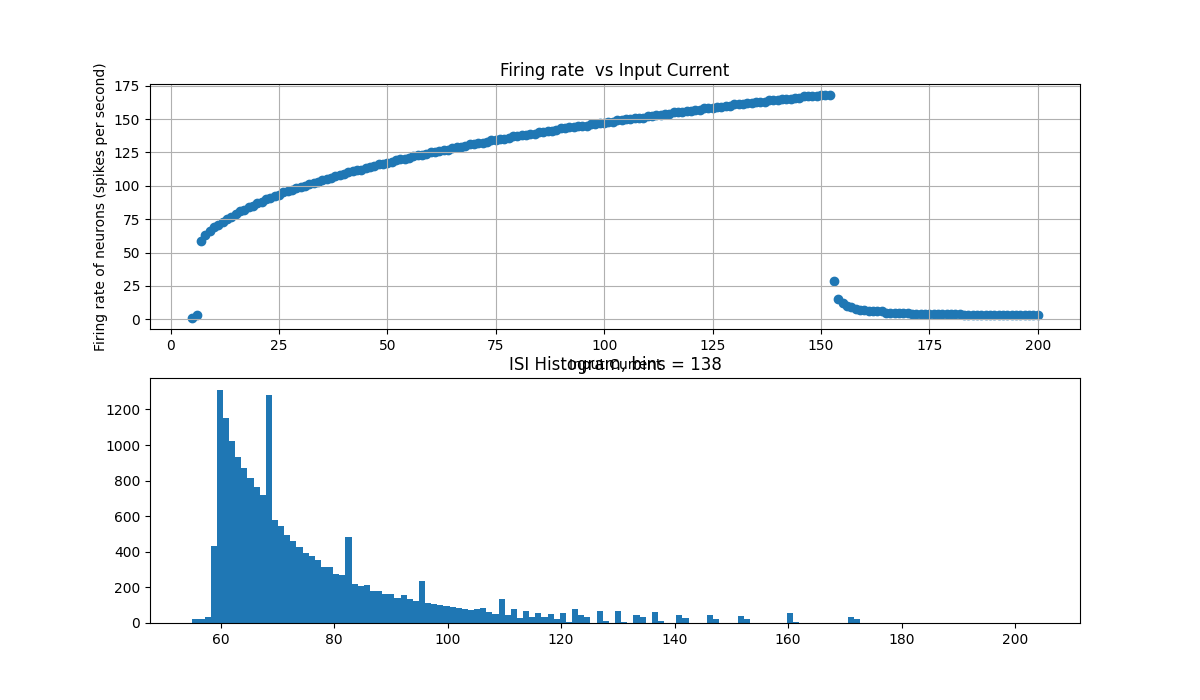 Firing rate  vs Input Current
Firing rate of neurons (spikes per second)
175
150
125
100
75
50
25
0
0 25 50 75 100 125 150 175 200
Input Current
ISI Histogram, bins = 138
1200
1000
800
600
400
200
0
60 80 100 120 140 160 180 200